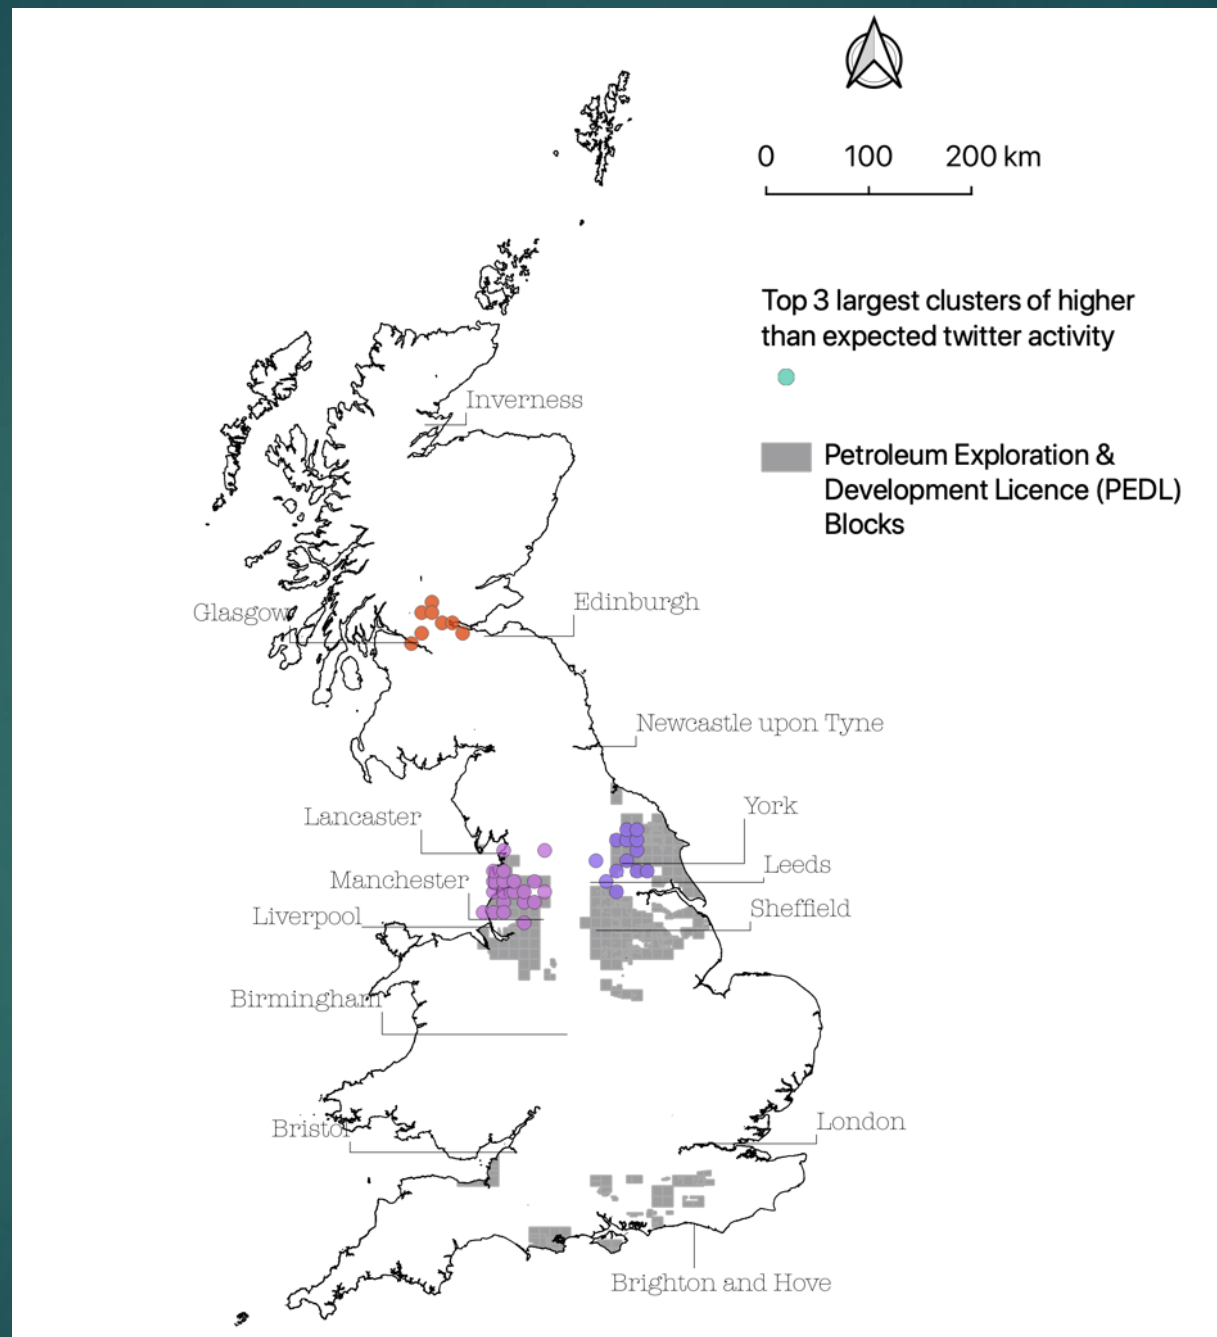 0 100 200 km
Top 3 largest clusters of higher
than expected twitter activity
Inverness
Petroleum Exploration &
Development Licence (PEDL)
Blocks
Glasgow
Edinburgh
Newcastle upon Tyne
York
Lancaster
Leeds
Manchester
Sheffield
Liverpool
Birmingham
London
Bristol
Brighton and Hove